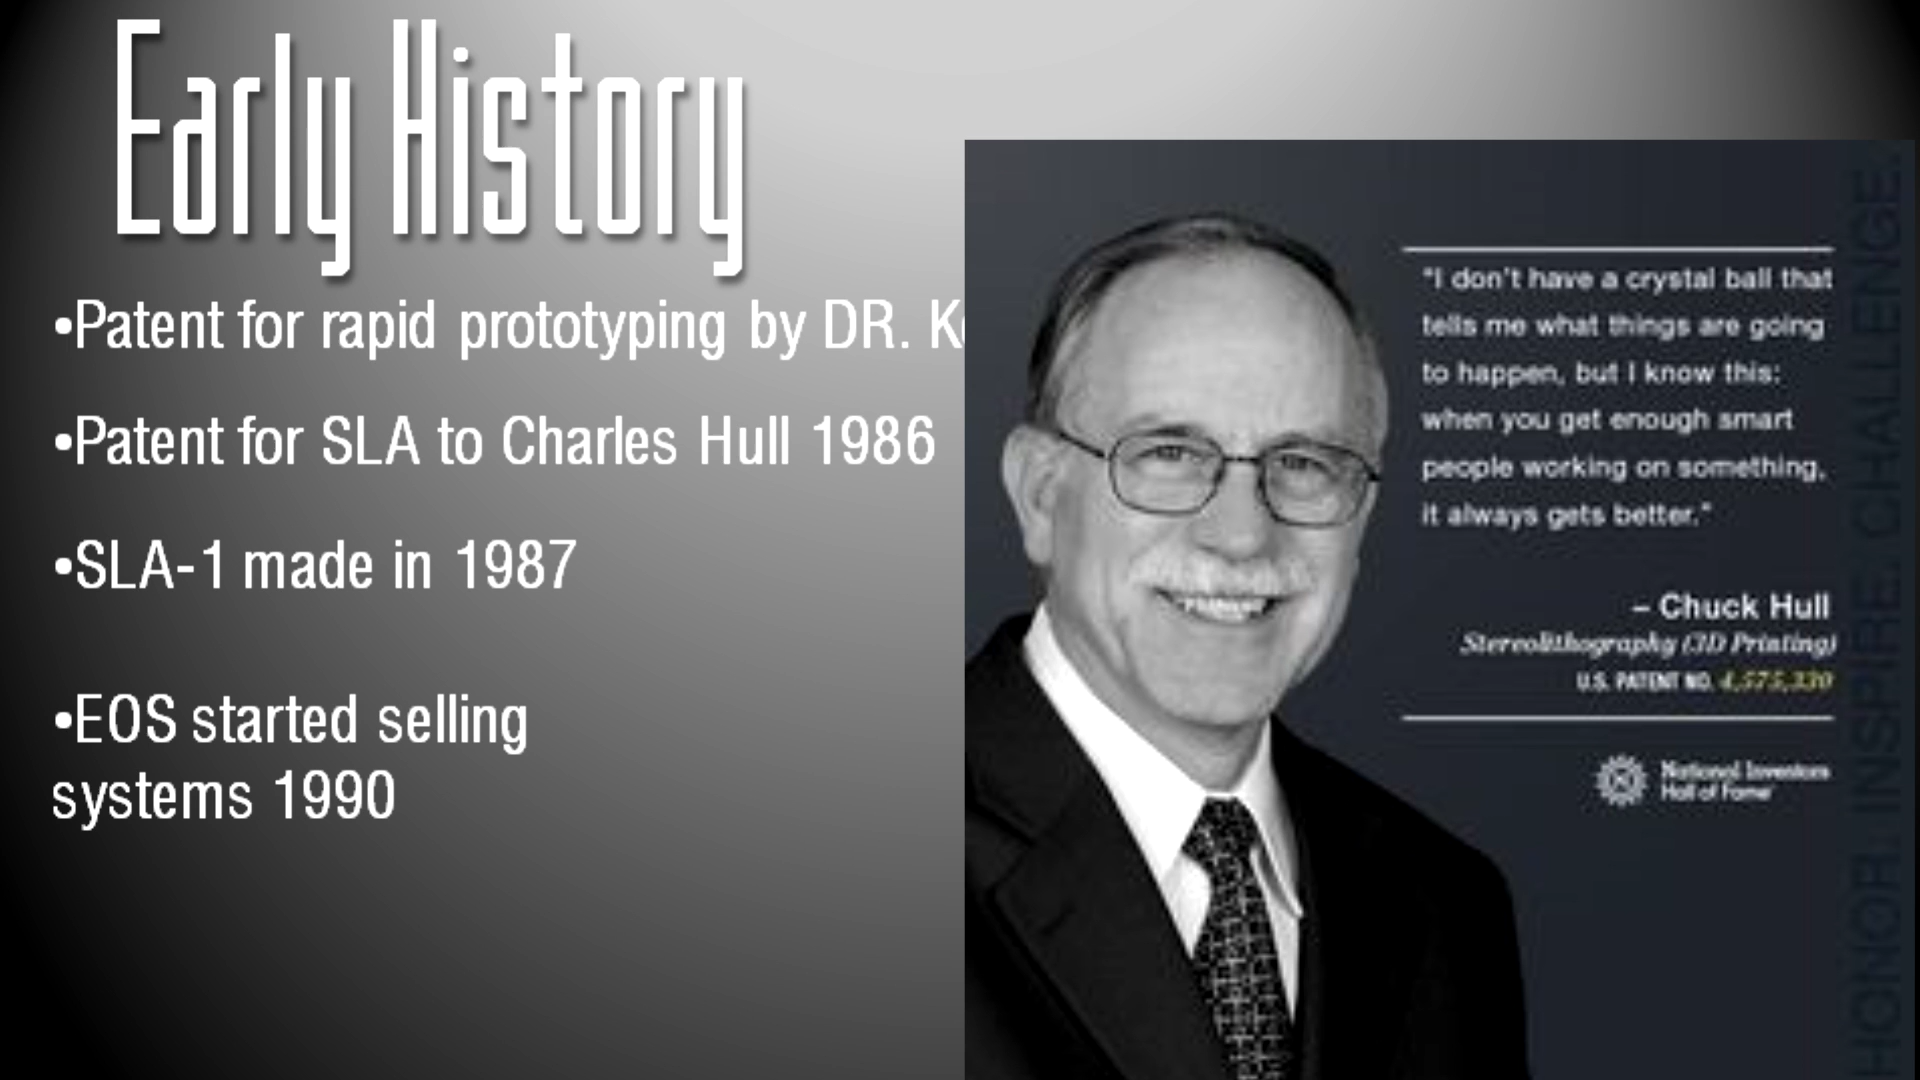 Early History
•Patent for rapid prototyping by DR.
•Patent for SLA to Charles Hull 1986
•SLA-1 made in 1987
•EOS started selling
systems 1990
"I don't have a crystal ball that
tells me what things are going
to happen, but I know this:
when you get enough smart
people working on something,
it always gets better."
– Chuck Hull
Stereolithography (3D Printing)
U.S. PATENT NO. 4,575,330
National Inventors
Hall of Fame
HONOR. INSPIRE. CHALLENGE.